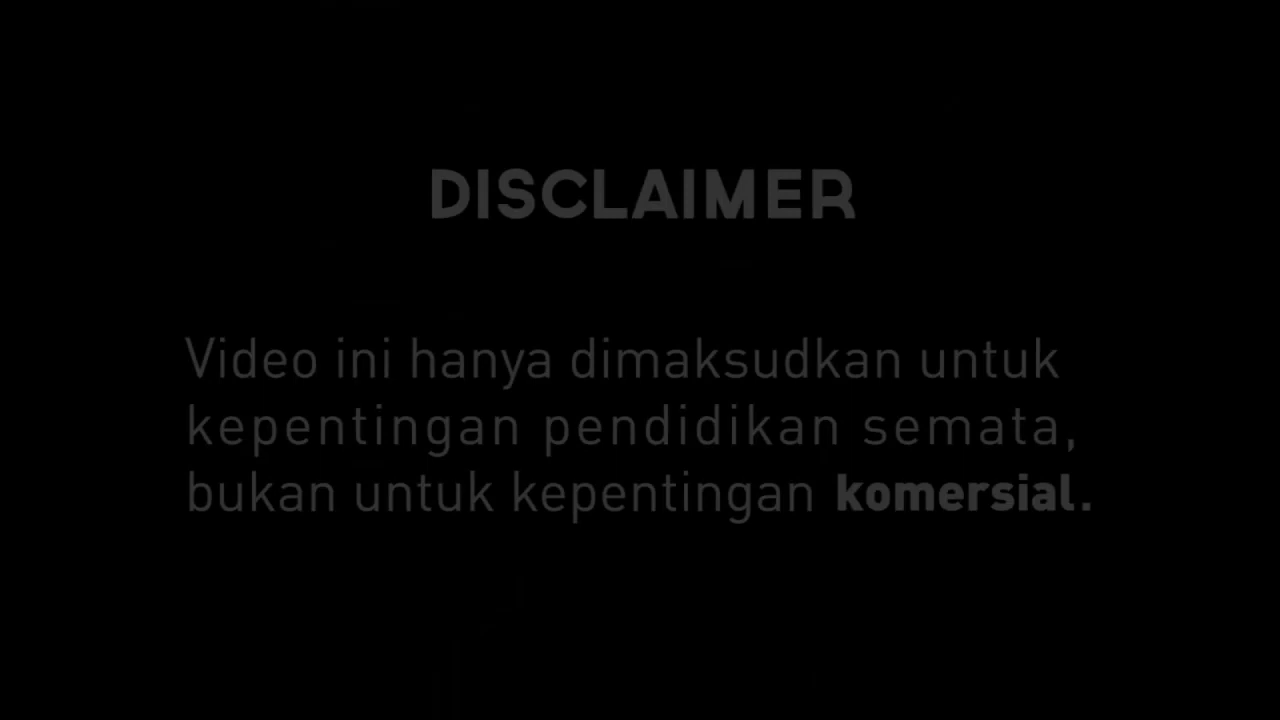 DISCLAIMER
Video ini hanya dimaksudkan untuk
kepentingan pendidikan semata,
bukan untuk kepentingan komersial.